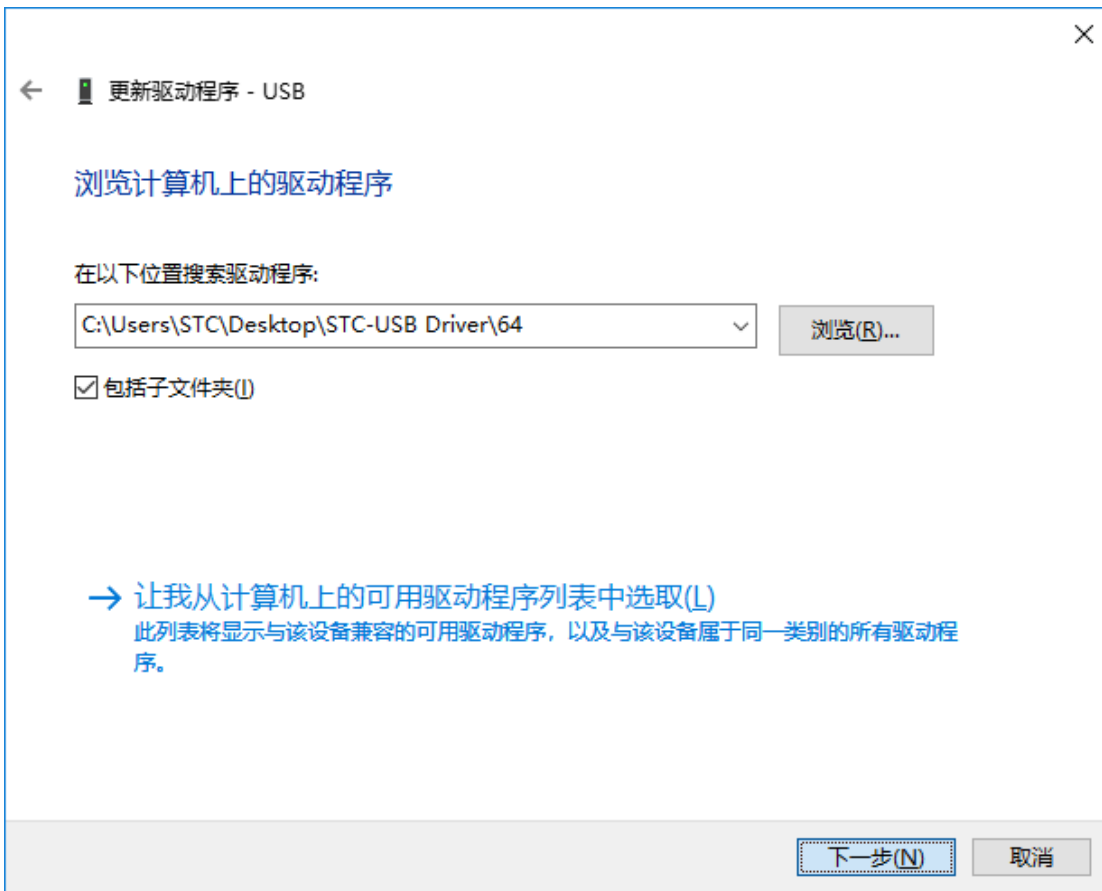 更新驱动程序 - USB
浏览计算机上的驱动程序
在以下位置搜索驱动程序:
C:\Users\STC\Desktop\STC-USB Driver\64
浏览(R)...
包括子文件夹(I)
让我从计算机上的可用驱动程序列表中选取(L)
此列表将显示与该设备兼容的可用驱动程序，以及与该设备属于同一类别的所有驱动程
序。
下一步(N)
取消